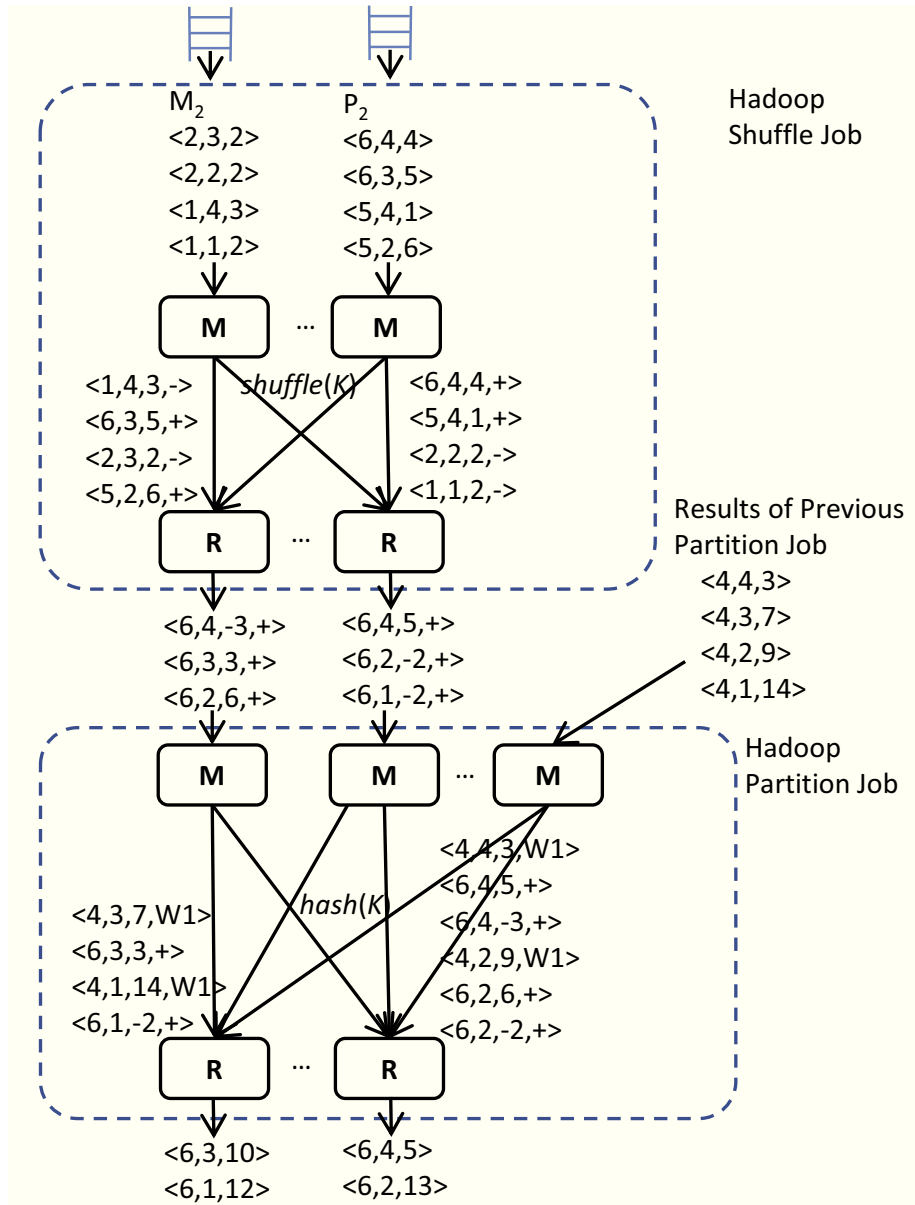 M2
<2,3,2>
<2,2,2>
<1,4,3>
<1,1,2>
P2
<6,4,4>
<6,3,5>
<5,4,1>
<5,2,6>
Hadoop
Shuffle Job
M
...
M
<1,4,3,->
<6,3,5,+>
<2,3,2,->
<5,2,6,+>
shuffle(K)
<6,4,4,+>
<5,4,1,+>
<2,2,2,->
<1,1,2,->
R
...
R
Results of Previous
Partition Job
<4,4,3>
<4,3,7>
<4,2,9>
<4,1,14>
<6,4,-3,+>
<6,3,3,+>
<6,2,6,+>
<6,4,5,+>
<6,2,-2,+>
<6,1,-2,+>
Hadoop
Partition Job
M
M
...
M
<4,3,7,W1>
<6,3,3,+>
<4,1,14,W1>
<6,1,-2,+>
hash(K)
<4,4,3,W1>
<6,4,5,+>
<6,4,-3,+>
<4,2,9,W1>
<6,2,6,+>
<6,2,-2,+>
R
...
R
<6,3,10>
<6,1,12>
<6,4,5>
<6,2,13>